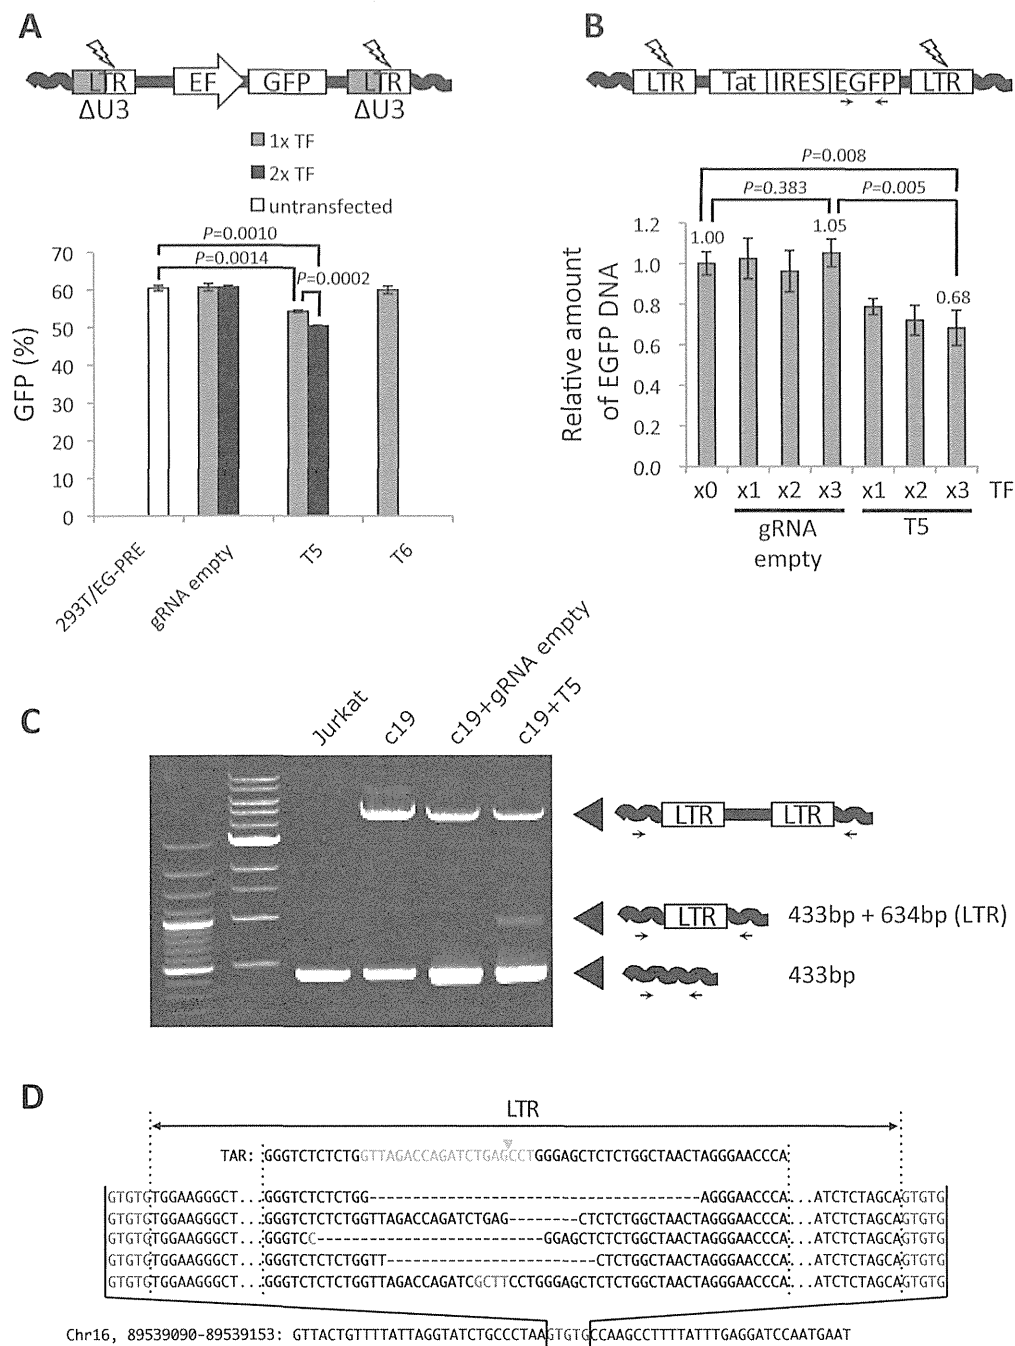 A
LTR EF GFP LTR
ΔU3 ΔU3
1x TF
2x TF
untransfected
P=0.0010
P=0.0014
P=0.0002
GFP (%)
70
60
50
40
30
20
10
0
293T/EG-PRE
gRNA empty
T5
T6
B
LTR Tat IRES EGFP LTR
P=0.008
P=0.383 P=0.005
Relative amount
of EGFP DNA
1.2
1.0
0.8
0.6
0.4
0.2
0.0
1.00
1.05
0.68
x0 x1 x2 x3 x1 x2 x3 TF
gRNA
empty
T5
C
Jurkat
c19
c19+gRNA empty
c19+T5
LTR LTR
LTR 433bp + 634bp (LTR)
433bp
D
LTR
TAR: GGGTCTCTCTGGTTAGACCAGATCTGAGCCTGGGAGCTCTCTGGCTAACTAGGGAACCCA
GTGTGTGGAAGGGCT...GGGTCTCTCTGG--------------------------------------AGGGAACCCA...ATCTCTAGCAGTGTG
GTGTGTGGAAGGGCT...GGGTCTCTCTGGTTAGACCAGATCTGAG--------CTCTCTGGCTAACTAGGGAACCCA...ATCTCTAGCAGTGTG
GTGTGTGGAAGGGCT...GGGTCC--------------------------GGAGCTCTCTGGCTAACTAGGGAACCCA...ATCTCTAGCAGTGTG
GTGTGTGGAAGGGCT...GGGTCTCTCTGGTT------------------------CTCTGGCTAACTAGGGAACCCA...ATCTCTAGCAGTGTG
GTGTGTGGAAGGGCT...GGGTCTCTCTGGTTAGACCAGATCGCTTCCTGGGAGCTCTCTGGCTAACTAGGGAACCCA...ATCTCTAGCAGTGTG
Chr16, 89539090-89539153: GTTACTGTTTTATTAGGTATCTGCCCTAAGTGTGCCAAGCCTTTTATTTGAGGATCCAATGAAT